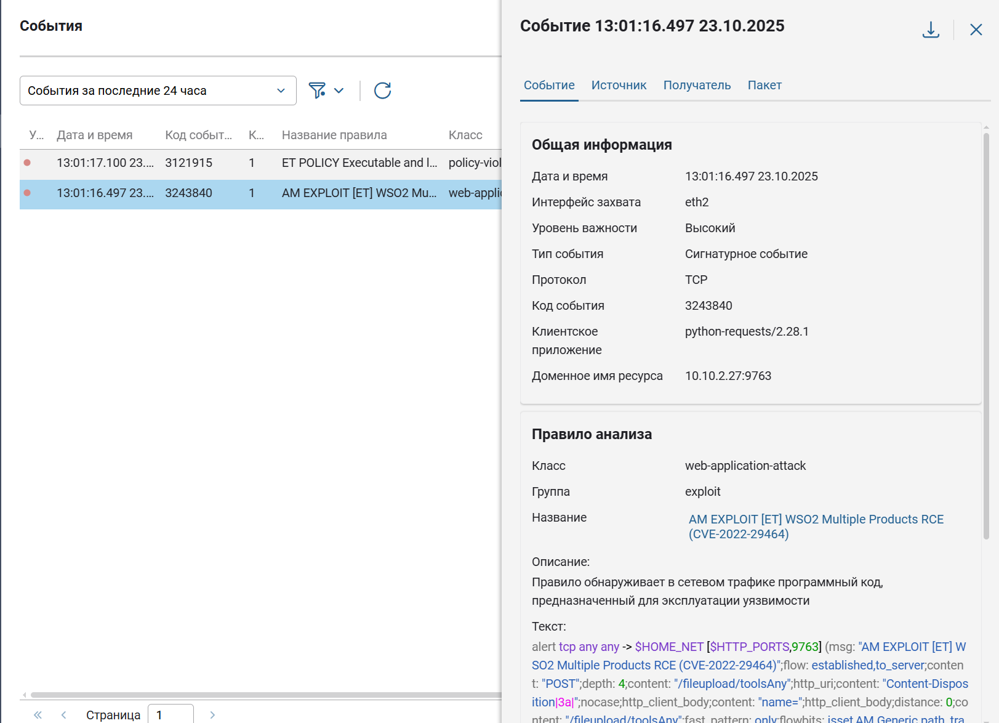 События
События за последние 24 часа
У... Дата и время Код событ... К... Название правила Класс
13:01:17.100 23.... 3121915 1 ET POLICY Executable and l... policy-viol
13:01:16.497 23.... 3243840 1 AM EXPLOIT [ET] WSO2 Mu... web-appli
Страница 1
Событие 13:01:16.497 23.10.2025
Событие Источник Получатель Пакет
Общая информация
Дата и время 13:01:16.497 23.10.2025
Интерфейс захвата eth2
Уровень важности Высокий
Тип события Сигнатурное событие
Протокол TCP
Код события 3243840
Клиентское python-requests/2.28.1
приложение
Доменное имя ресурса 10.10.2.27:9763
Правило анализа
Класс web-application-attack
Группа exploit
Название AM EXPLOIT [ET] WSO2 Multiple Products RCE
(CVE-2022-29464)
Описание:
Правило обнаруживает в сетевом трафике программный код,
предназначенный для эксплуатации уязвимости
Текст:
alert tcp any any -> $HOME_NET [$HTTP_PORTS,9763] (msg: "AM EXPLOIT [ET] W
SO2 Multiple Products RCE (CVE-2022-29464)";flow: established,to_server;conten
t: "POST";depth: 4;content: "/fileupload/toolsAny";http_uri;content: "Content-Dispos
ition|3a|";nocase;http_client_body;content: "name=";http_client_body;distance: 0;co
ntent: "/fileupload/toolsAny";fast_pattern: only;flowbits: isset,AM.Generic.path_tra